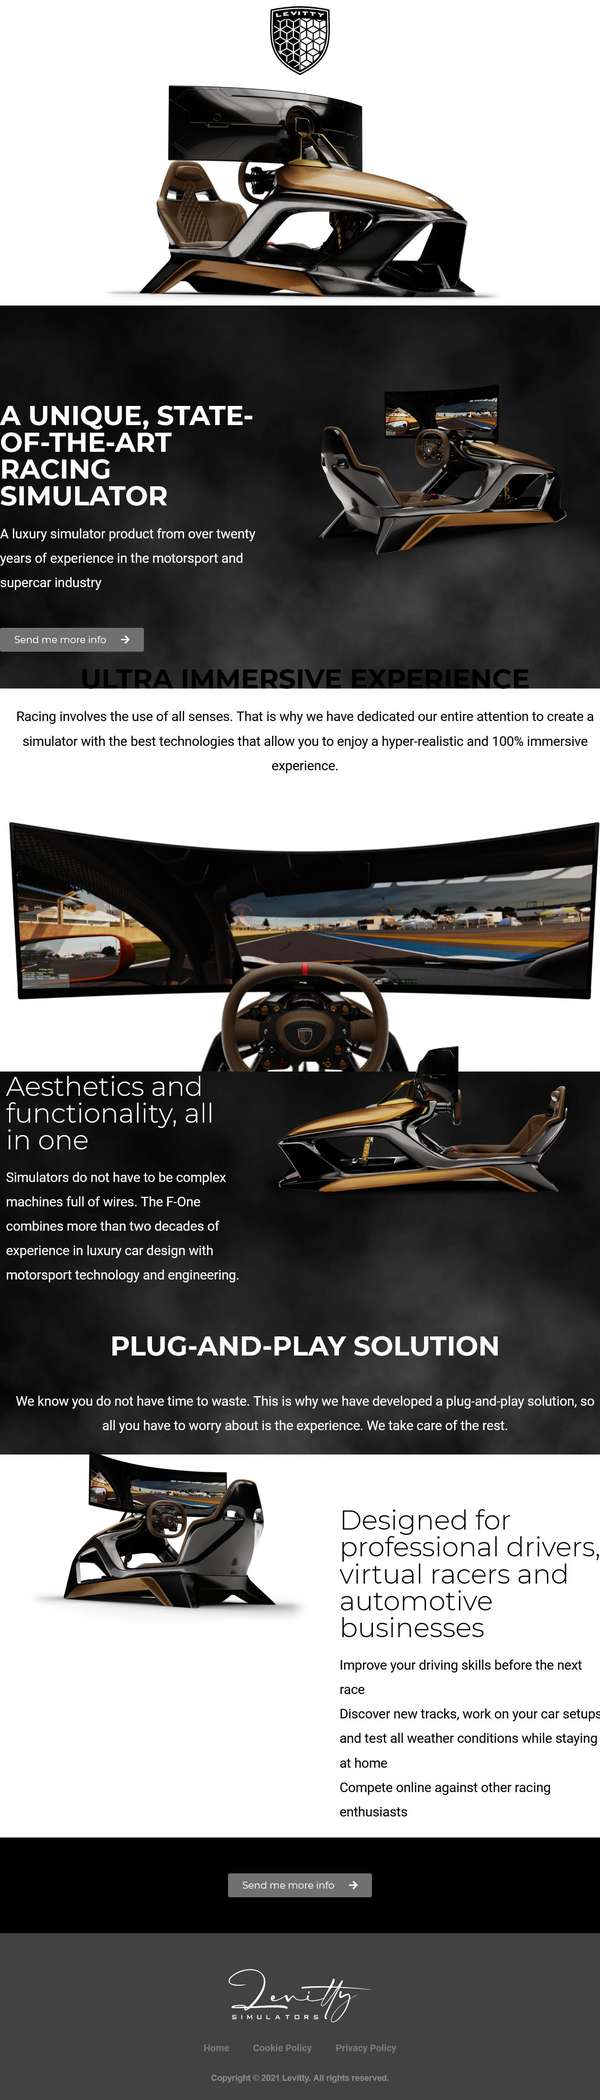 LEVITTY
A UNIQUE, STATE-
OF-THE-ART
RACING
SIMULATOR
A luxury simulator product from over twenty
years of experience in the motorsport and
supercar industry
Send me more info
ULTRA IMMERSIVE EXPERIENCE
Racing involves the use of all senses. That is why we have dedicated our entire attention to create a
simulator with the best technologies that allow you to enjoy a hyper-realistic and 100% immersive
experience.
Aesthetics and
functionality, all
in one
Simulators do not have to be complex
machines full of wires. The F-One
combines more than two decades of
experience in luxury car design with
motorsport technology and engineering.
PLUG-AND-PLAY SOLUTION
We know you do not have time to waste. This is why we have developed a plug-and-play solution, so
all you have to worry about is the experience. We take care of the rest.
Designed for
professional drivers,
virtual racers and
automotive
businesses
Improve your driving skills before the next
race
Discover new tracks, work on your car setups
and test all weather conditions while staying
at home
Compete online against other racing
enthusiasts
Send me more info
Levitty
SIMULATORS
Home Cookie Policy Privacy Policy
Copyright © 2021 Levitty. All rights reserved.